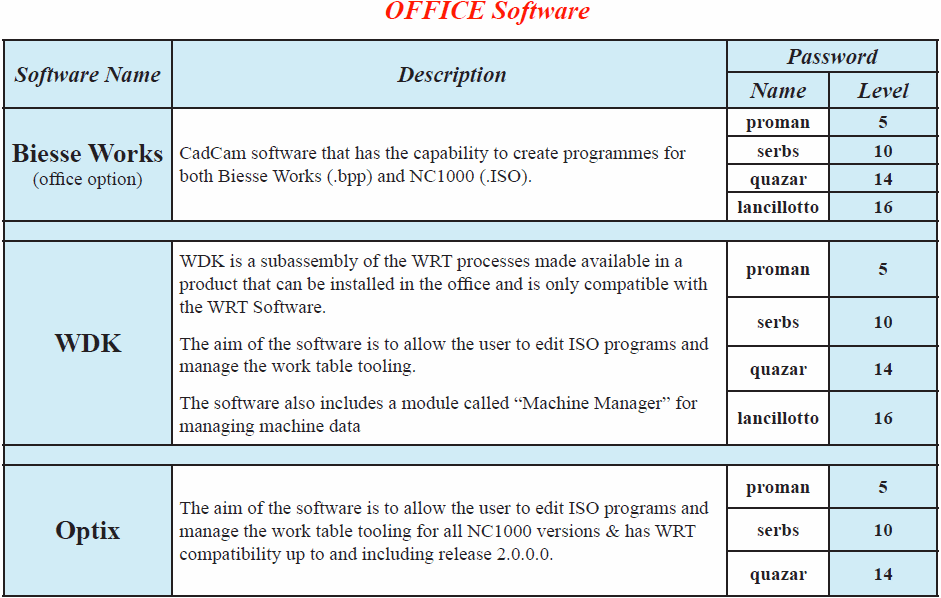 OFFICE Software
Software Name
Description
Password
Name
Level
Biesse Works
(office option)
CadCam software that has the capability to create programmes for
both Biesse Works (.bpp) and NC1000 (.ISO).
proman 5
serbs 10
quazar 14
lancillotto 16
WDK
WDK is a subassembly of the WRT processes made available in a
product that can be installed in the office and is only compatible with
the WRT Software.
The aim of the software is to allow the user to edit ISO programs and
manage the work table tooling.
The software also includes a module called “Machine Manager” for
managing machine data
proman 5
serbs 10
quazar 14
lancillotto 16
Optix
The aim of the software is to allow the user to edit ISO programs and
manage the work table tooling for all NC1000 versions & has WRT
compatibility up to and including release 2.0.0.0.
proman 5
serbs 10
quazar 14